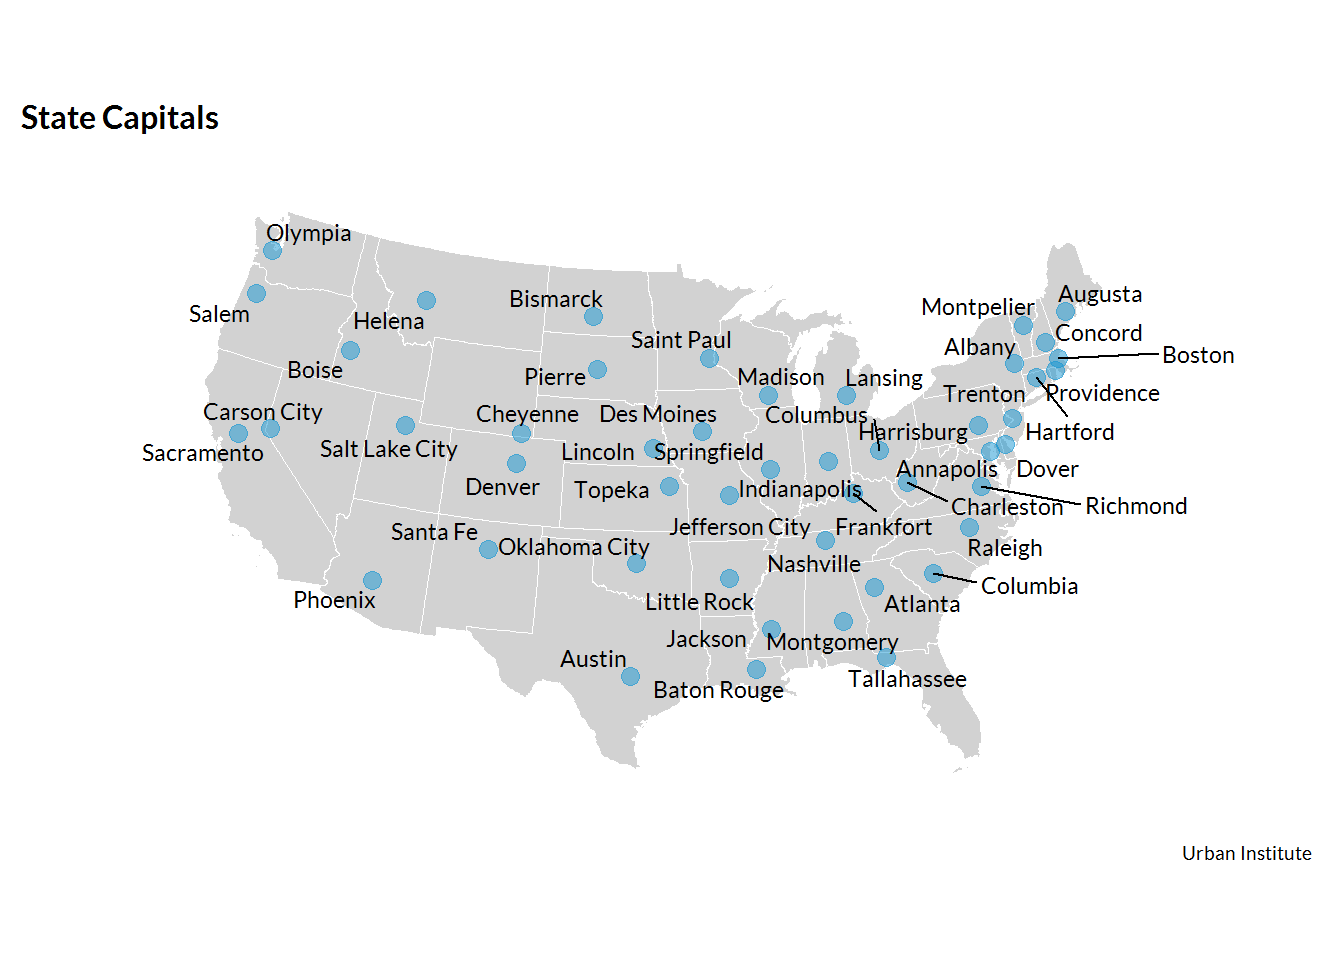 State Capitals
Olympia
Augusta
Bismarck
Montpelier
Salem
Helena
Concord
Saint Paul
Albany
Boston
Boise
Pierre
Madison
Lansing
Trenton
Providence
Carson City
Cheyenne
Des Moines
Columbus
Harrisburg
Hartford
Sacramento
Salt Lake City
Lincoln
Springfield
Annapolis
Dover
Denver
Topeka
Indianapolis
Charleston
Richmond
Santa Fe
Jefferson City
Frankfort
Oklahoma City
Raleigh
Nashville
Columbia
Phoenix
Little Rock
Atlanta
Jackson
Montgomery
Austin
Tallahassee
Baton Rouge
Urban Institute